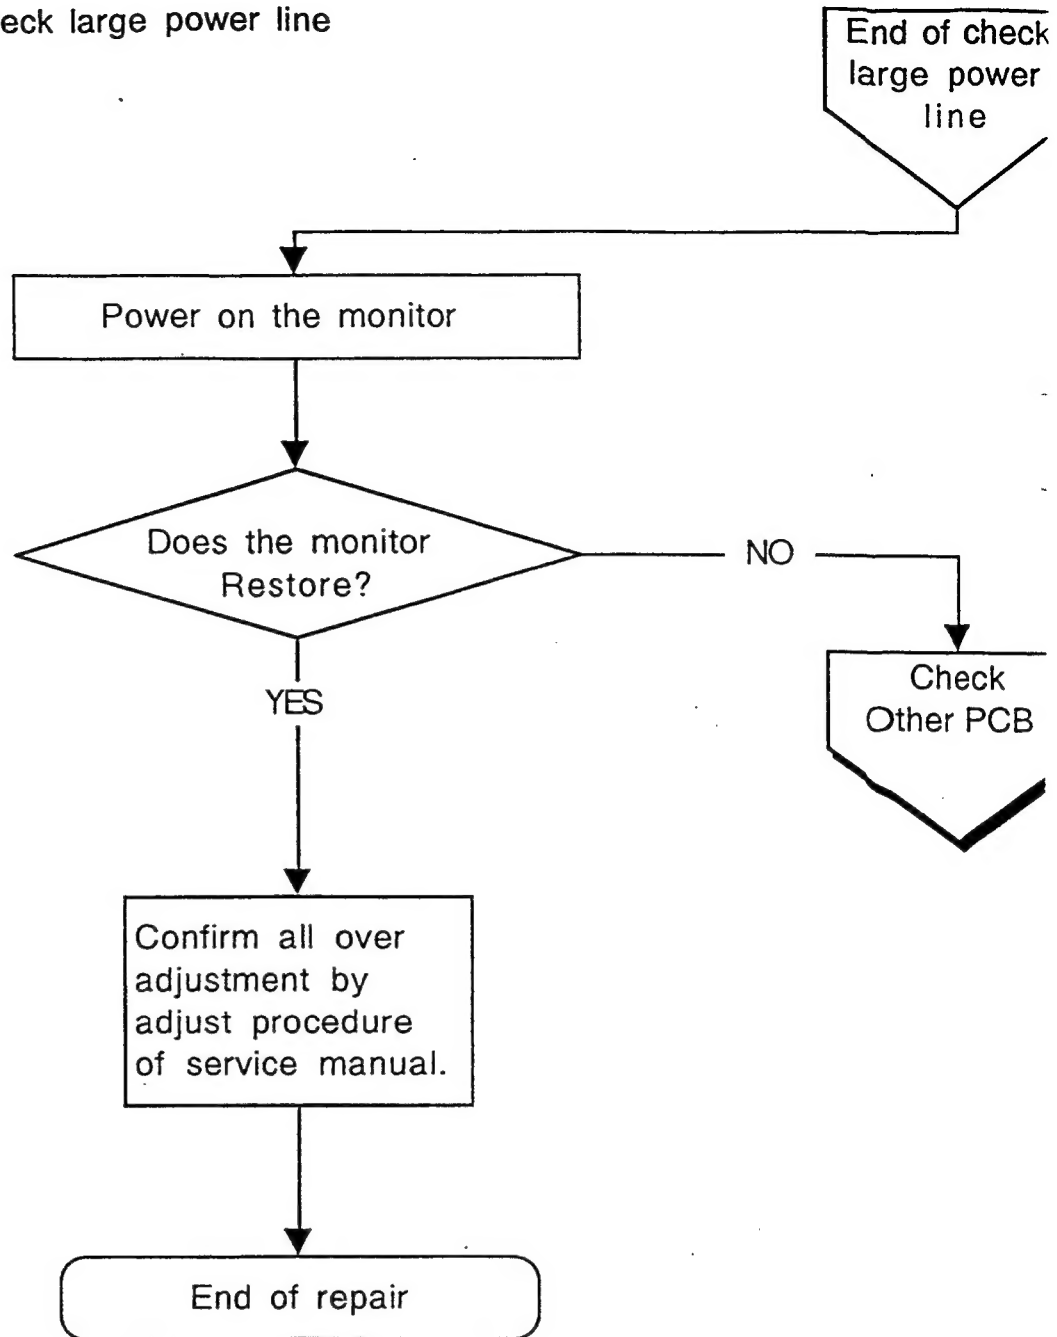 eck large power line
End of check
large power
line
Power on the monitor
Does the monitor
Restore?
NO
YES
Check
Other PCB
Confirm all over
adjustment by
adjust procedure
of service manual.
End of repair